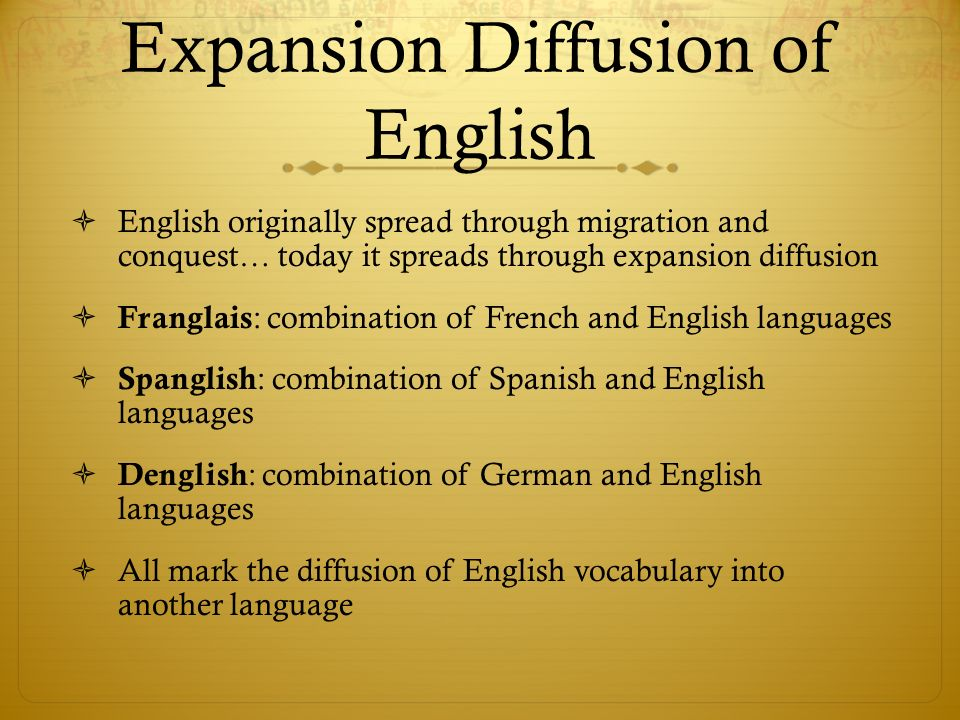 Expansion Diffusion of
English
English originally spread through migration and
conquest… today it spreads through expansion diffusion
Franglais: combination of French and English languages
Spanglish: combination of Spanish and English
languages
Denglish: combination of German and English
languages
All mark the diffusion of English vocabulary into
another language